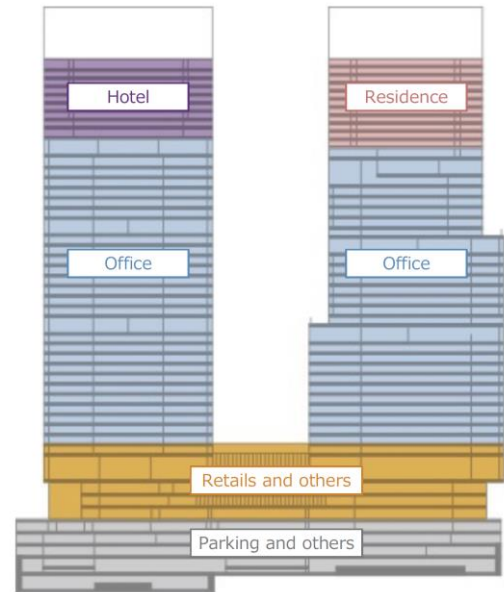 Hotel
Residence
Office
Office
Retails and others
Parking and others